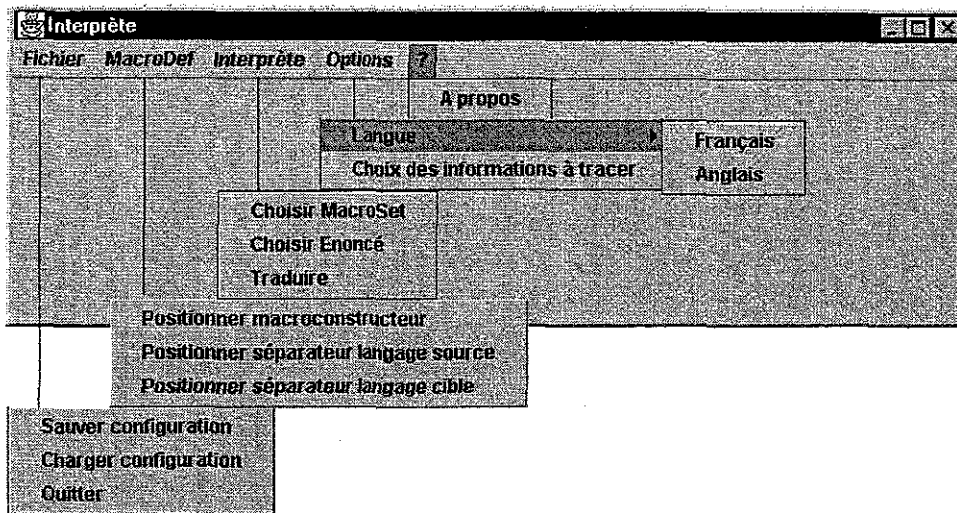 Interprète
Fichier MacroDef Interprète Options ?
A propos
Langue
Français
Choix des informations à tracer
Anglais
Choisir MacroSet
Choisir Enoncé
Traduire
Positionner macroconstructeur
Positionner séparateur langage source
Positionner séparateur langage cible
Sauver configuration
Charger configuration
Quitter